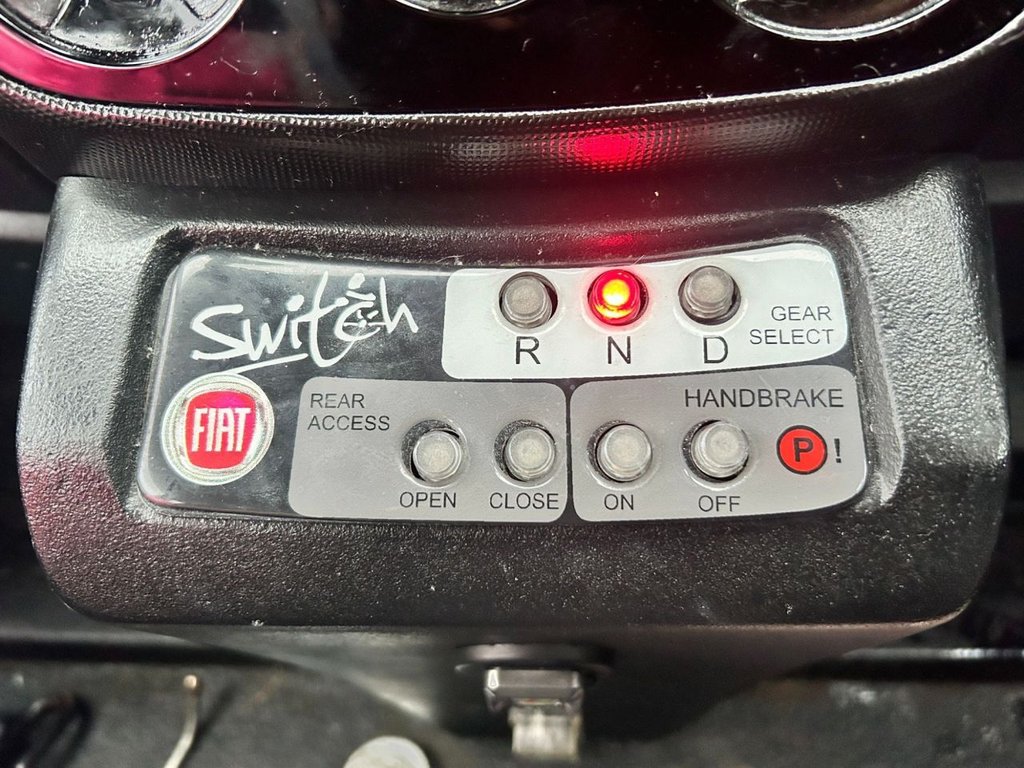 Switch
R N D
GEAR
SELECT
FIAT
REAR
ACCESS
OPEN CLOSE
HANDBRAKE
P!
ON OFF